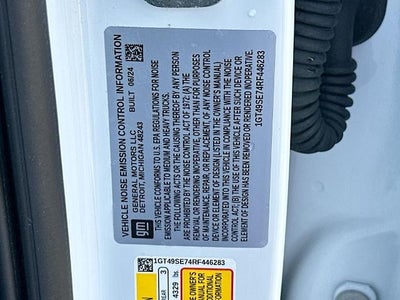 VEHICLE NOISE EMISSION CONTROL INFORMATION
GENERAL MOTORS LLC
DETROIT, MICHIGAN 48243
BUILT 06/24
gm
THIS VEHICLE CONFORMS TO U.S. EPA REGULATIONS FOR NOISE
EMISSION APPLICABLE TO MEDIUM AND HEAVY TRUCKS.
THE FOLLOWING ACTS OR THE CAUSING THEREOF BY ANY PERSON
ARE PROHIBITED BY THE NOISE CONTROL ACT OF 1972: (A) THE
REMOVAL OR RENDERING INOPERATIVE, OTHER THAN FOR PURPOSES
OF MAINTENANCE, REPAIR, OR REPLACEMENT OF ANY NOISE CONTROL
DEVICE OR ELEMENT OF DESIGN (LISTED IN THE OWNER'S MANUAL)
INCORPORATED INTO THIS VEHICLE IN COMPLIANCE WITH THE NOISE
CONTROL ACT; (B) THE USE OF THIS VEHICLE AFTER SUCH DEVICE OR
ELEMENT OF DESIGN HAS BEEN REMOVED OR RENDERED INOPERATIVE.
1GT49SE74RF446283
1GT49SE74RF446283
3
4329 lbs.
ADDITIONAL
INFORMATION